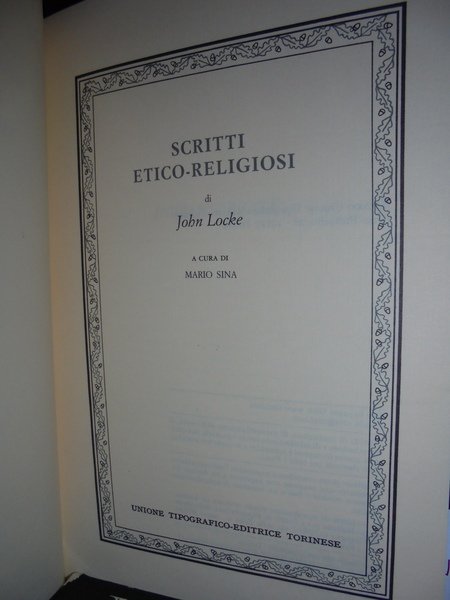 SCRITTI
ETICO-RELIGIOSI
di
John Locke
A CURA DI
MARIO SINA
UNIONE TIPOGRAFICO-EDITRICE TORINESE